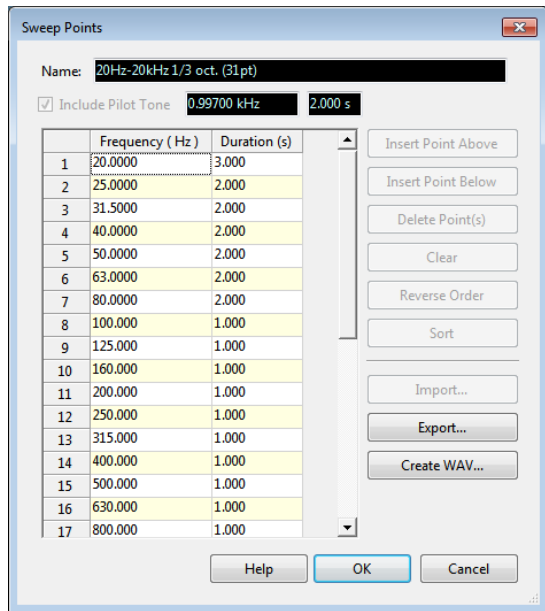 Sweep Points
Name: 20Hz-20kHz 1/3 oct. (31pt)
Include Pilot Tone 0.99700 kHz 2.000 s
Frequency ( Hz ) Duration (s)
1 20.0000 3.000
2 25.0000 2.000
3 31.5000 2.000
4 40.0000 2.000
5 50.0000 2.000
6 63.0000 2.000
7 80.0000 2.000
8 100.000 1.000
9 125.000 1.000
10 160.000 1.000
11 200.000 1.000
12 250.000 1.000
13 315.000 1.000
14 400.000 1.000
15 500.000 1.000
16 630.000 1.000
17 800.000 1.000
Insert Point Above
Insert Point Below
Delete Point(s)
Clear
Reverse Order
Sort
Import...
Export...
Create WAV...
Help OK Cancel